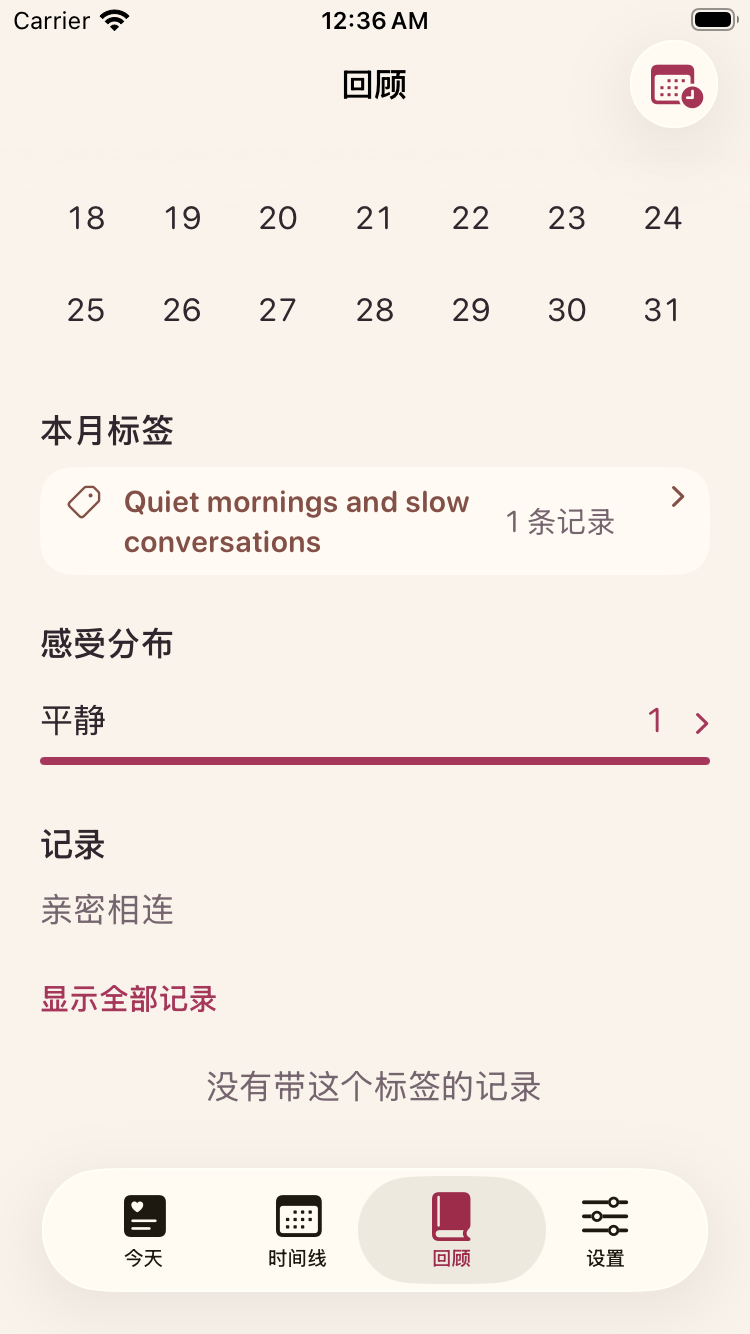 Carrier 12:36 AM
回顾
18 19 20 21 22 23 24
25 26 27 28 29 30 31
本月标签
Quiet mornings and slow
conversations
1 条记录
感受分布
平静 1
记录
亲密相连
显示全部记录
没有带这个标签的记录
今天 时间线 回顾 设置